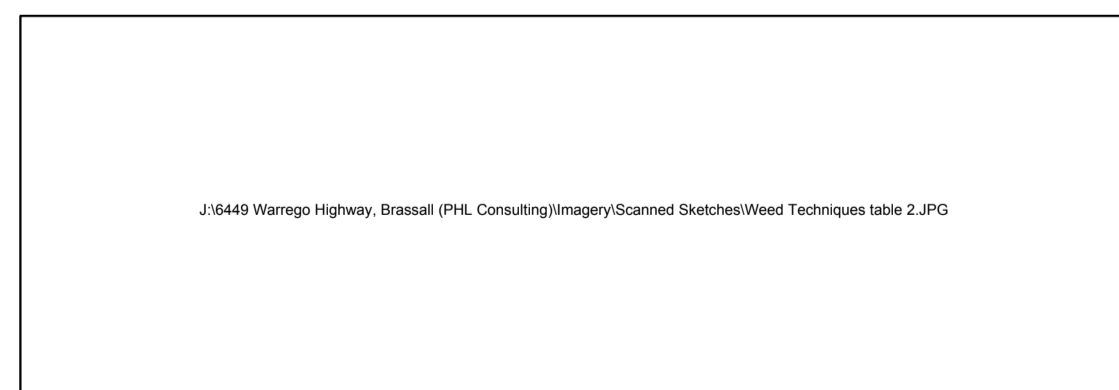 J:\6449 Warrego Highway, Brassall (PHL Consulting)\Imagery\Scanned Sketches\Weed Techniques table 2.JPG